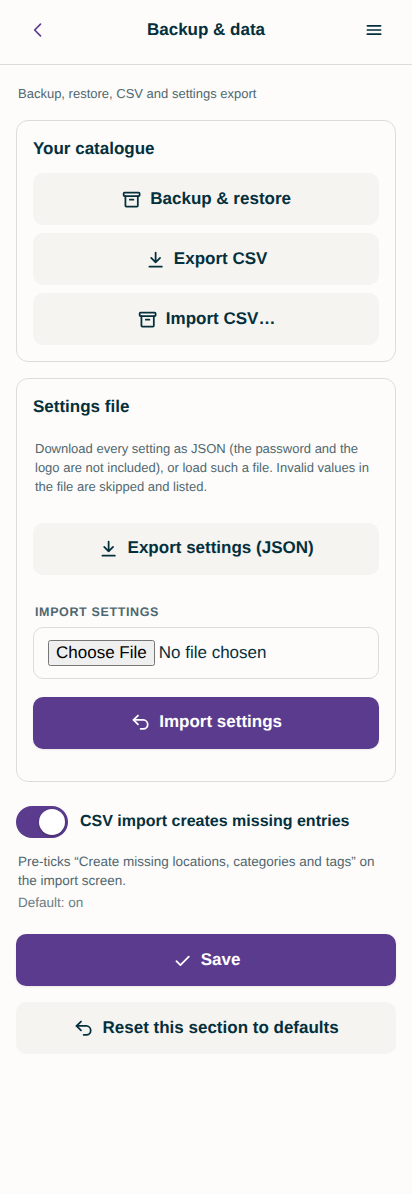 Backup & data
Backup, restore, CSV and settings export
Your catalogue
Backup & restore
Export CSV
Import CSV…
Settings file
Download every setting as JSON (the password and the
logo are not included), or load such a file. Invalid values in
the file are skipped and listed.
Export settings (JSON)
IMPORT SETTINGS
Choose File No file chosen
Import settings
CSV import creates missing entries
Pre-ticks “Create missing locations, categories and tags” on
the import screen.
Default: on
Save
Reset this section to defaults